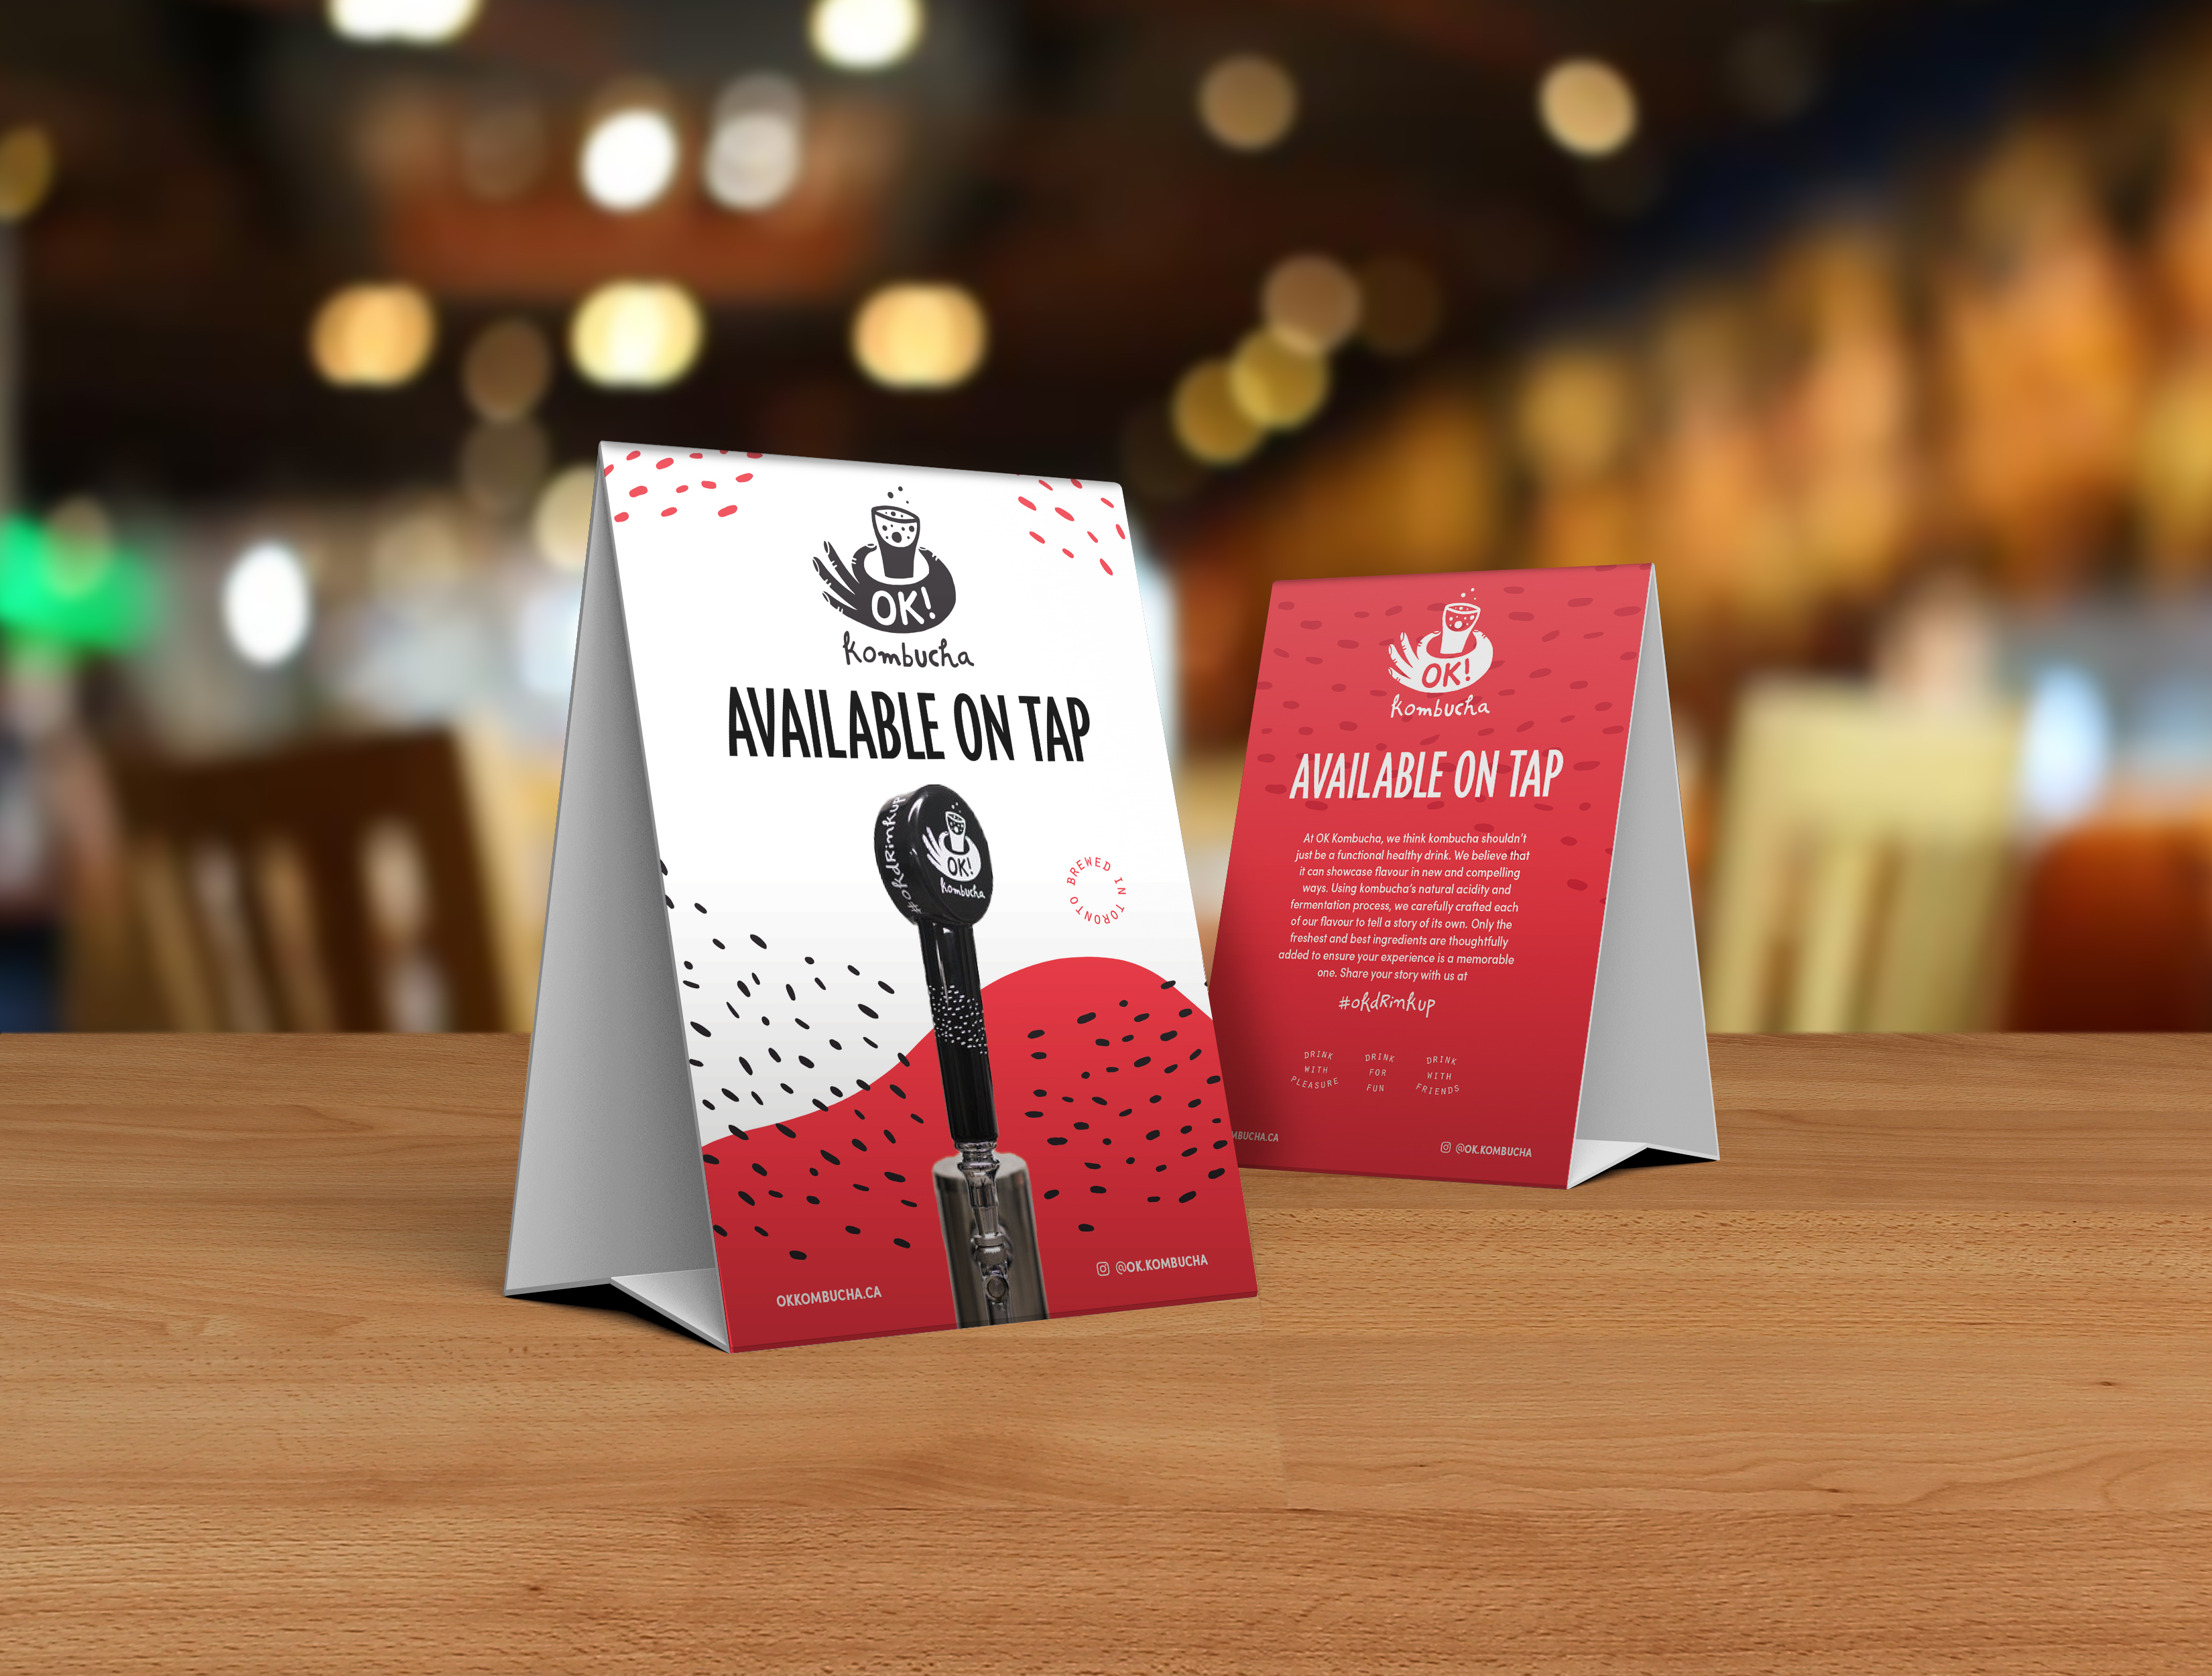 OK!
kombucha
AVAILABLE ON TAP
#okdRinkup
OK!
kombucha
BREWED IN TORONTO
OKKOMBUCHA.CA
@OK.KOMBUCHA
OK!
kombucha
AVAILABLE ON TAP
At OK Kombucha, we think kombucha shouldn't
just be a functional healthy drink. We believe that
it can showcase flavour in new and compelling
ways. Using kombucha's natural acidity and
fermentation process, we carefully crafted each
of our flavour to tell a story of its own. Only the
freshest and best ingredients are thoughtfully
added to ensure your experience is a memorable
one. Share your story with us at
#okdRinkup
DRINK
WITH
PLEASURE
DRINK
FOR
FUN
DRINK
WITH
FRIENDS
MBUCHA.CA
@OK.KOMBUCHA